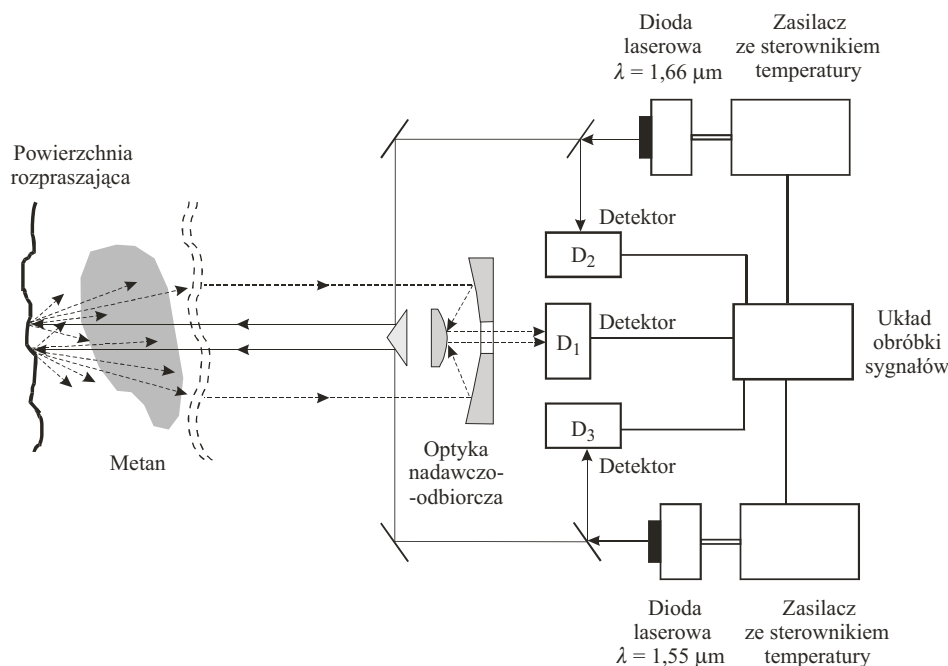 Dioda
laserowa
λ = 1,66 μm
Zasilacz
ze sterownikiem
temperatury
Powierzchnia
rozpraszająca
Detektor
D2
Detektor
D1
Układ
obróbki
sygnałów
D3
Detektor
Metan
Optyka
nadawczo-
-odbiorcza
Dioda
laserowa
λ = 1,55 μm
Zasilacz
ze sterownikiem
temperatury